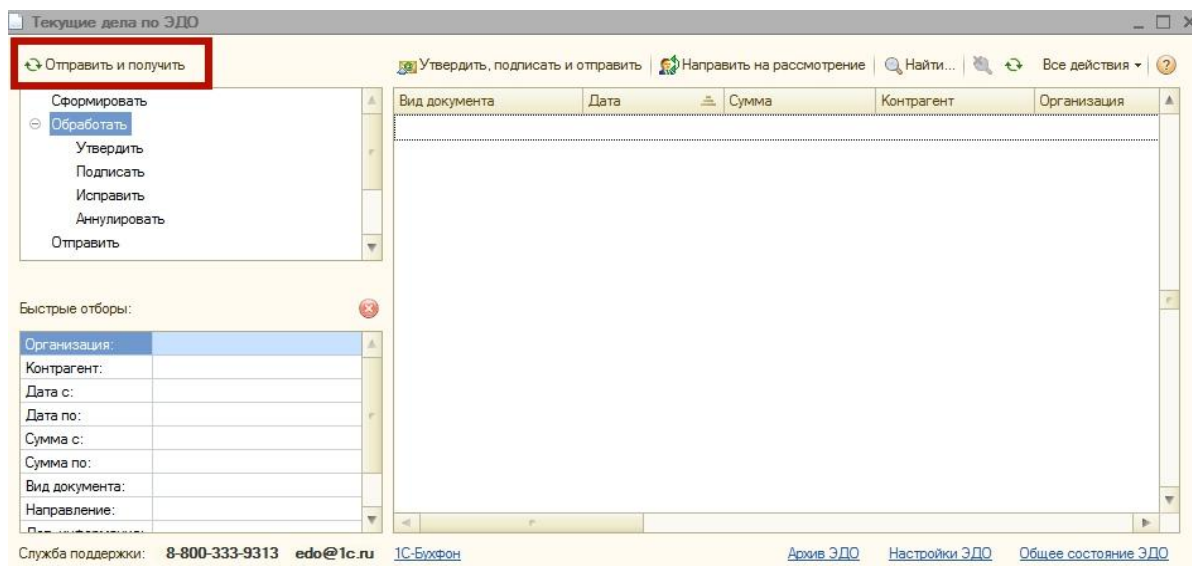 Текущие дела по ЭДО
Отправить и получить
Утвердить, подписать и отправить Направить на рассмотрение Найти... Все действия
Сформировать
Обработать
Утвердить
Подписать
Исправить
Аннулировать
Отправить
Вид документа Дата Сумма Контрагент Организация
Быстрые отборы:
Организация:
Контрагент:
Дата с:
Дата по:
Сумма с:
Сумма по:
Вид документа:
Направление:
Служба поддержки: 8-800-333-9313 edo@1c.ru 1С-Бухфон Архив ЭДО Настройки ЭДО Общее состояние ЭДО